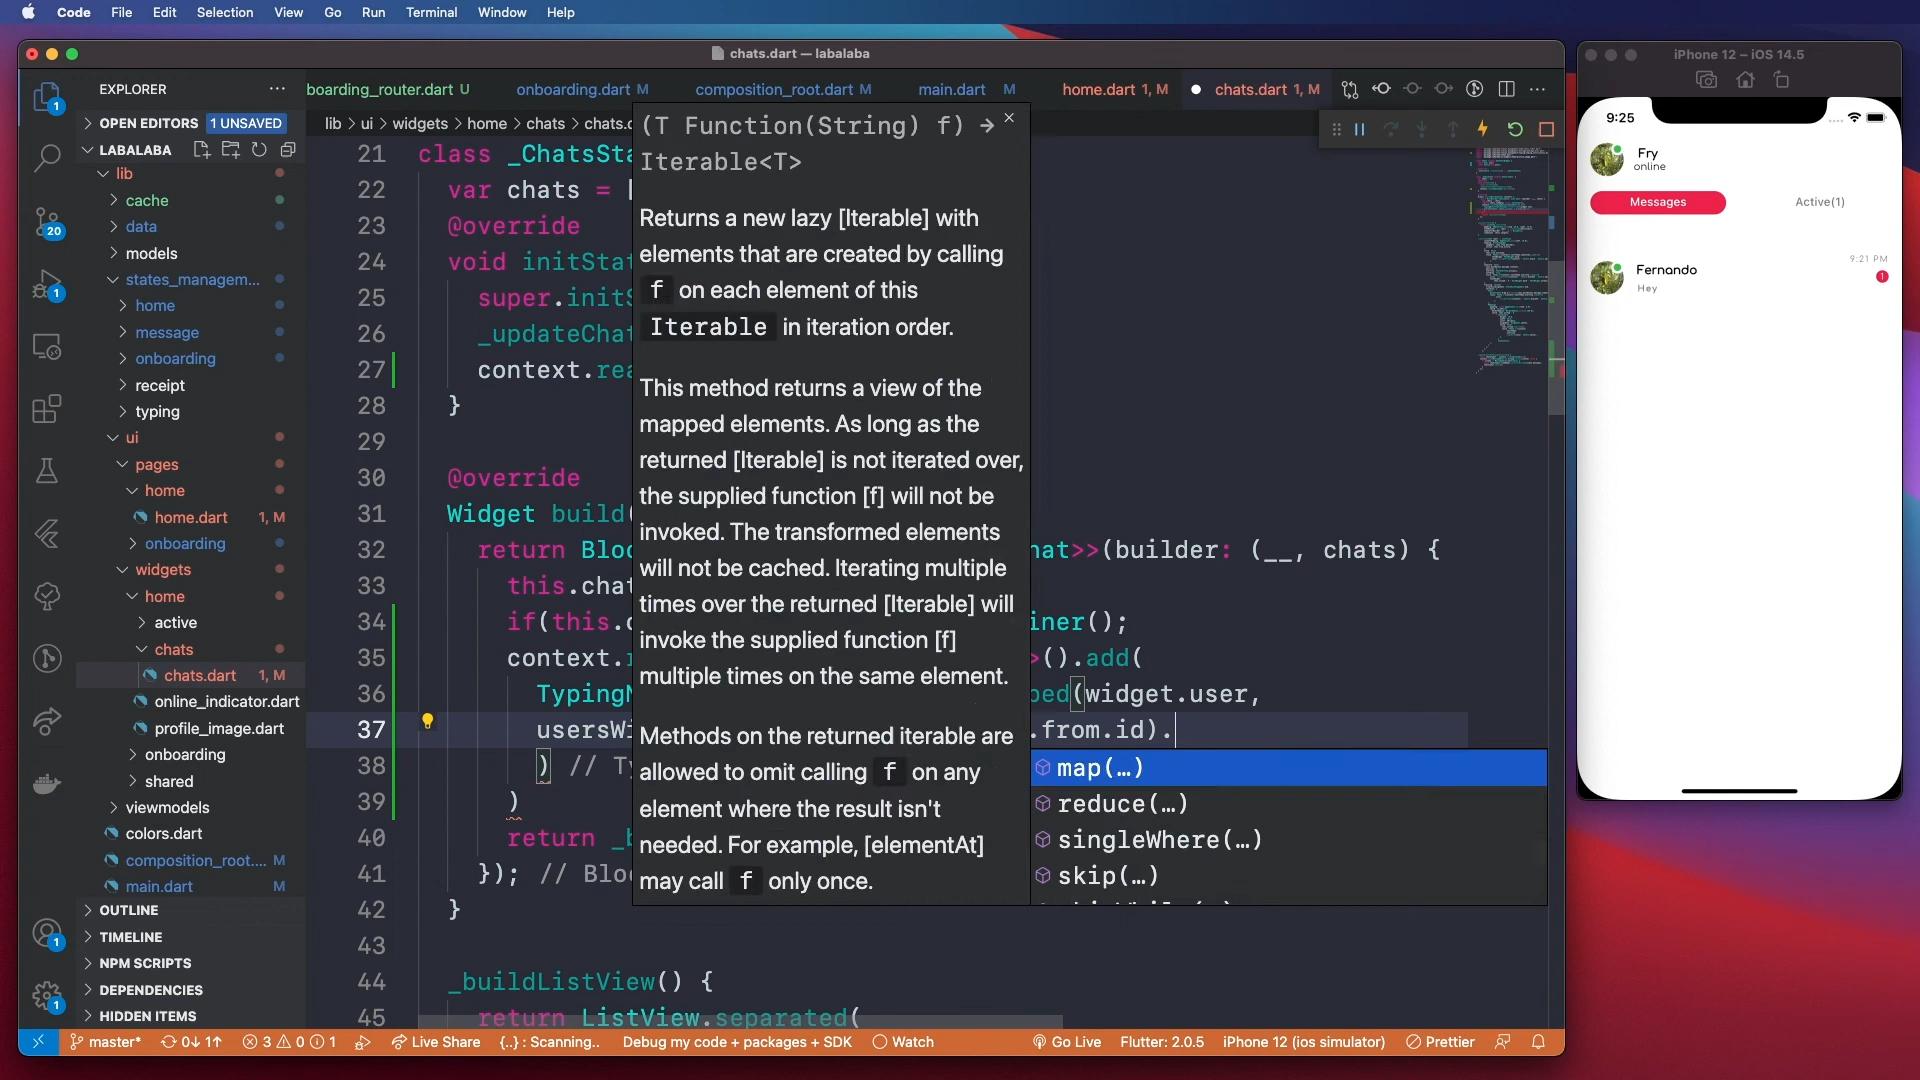 Code File Edit Selection View Go Run Terminal Window Help
chats.dart — labalaba
iPhone 12 – iOS 14.5
EXPLORER
boarding_router.dart U
onboarding.dart M
composition_root.dart M
main.dart M
home.dart 1, M
chats.dart 1, M
OPEN EDITORS 1 UNSAVED
lib > ui > widgets > home > chats > chats.
LABALABA
lib
cache
data
models
states_managem...
home
message
onboarding
receipt
typing
ui
pages
home
home.dart 1, M
onboarding
widgets
home
active
chats
chats.dart 1, M
online_indicator.dart
profile_image.dart
onboarding
shared
viewmodels
colors.dart
composition_root.... M
main.dart M
OUTLINE
TIMELINE
NPM SCRIPTS
DEPENDENCIES
HIDDEN ITEMS
1
20
1
1
1
21 class _ChatsSta
22 var chats = [
23 @override
24 void initStat
25 super.initS
26 _updateChat
27 context.rea
28 }
29
30 @override
31 Widget build(
32 return Bloc hat>>(builder: (__, chats) {
33 this.chat
34 if(this.c iner();
35 context.r >().add(
36 TypingN ped(widget.user,
37 usersWi .from.id).
38 ) // Ty
39 )
40 return _b
41 }); // Bloc
42 }
43
44 _buildListView() {
45 return ListView.separated(
(T Function(String) f) →
Iterable<T>
Returns a new lazy [Iterable] with
elements that are created by calling
f on each element of this
Iterable in iteration order.
This method returns a view of the
mapped elements. As long as the
returned [Iterable] is not iterated over,
the supplied function [f] will not be
invoked. The transformed elements
will not be cached. Iterating multiple
times over the returned [Iterable] will
invoke the supplied function [f]
multiple times on the same element.
Methods on the returned iterable are
allowed to omit calling f on any
element where the result isn't
needed. For example, [elementAt]
may call f only once.
map(…)
reduce(…)
singleWhere(…)
skip(…)
9:25
Fry
online
Messages
Active(1)
9:21 PM
Fernando
1
Hey
master* 0↓ 1↑ 3 0 1 Live Share {..} : Scanning.. Debug my code + packages + SDK Watch Go Live Flutter: 2.0.5 iPhone 12 (ios simulator) Prettier